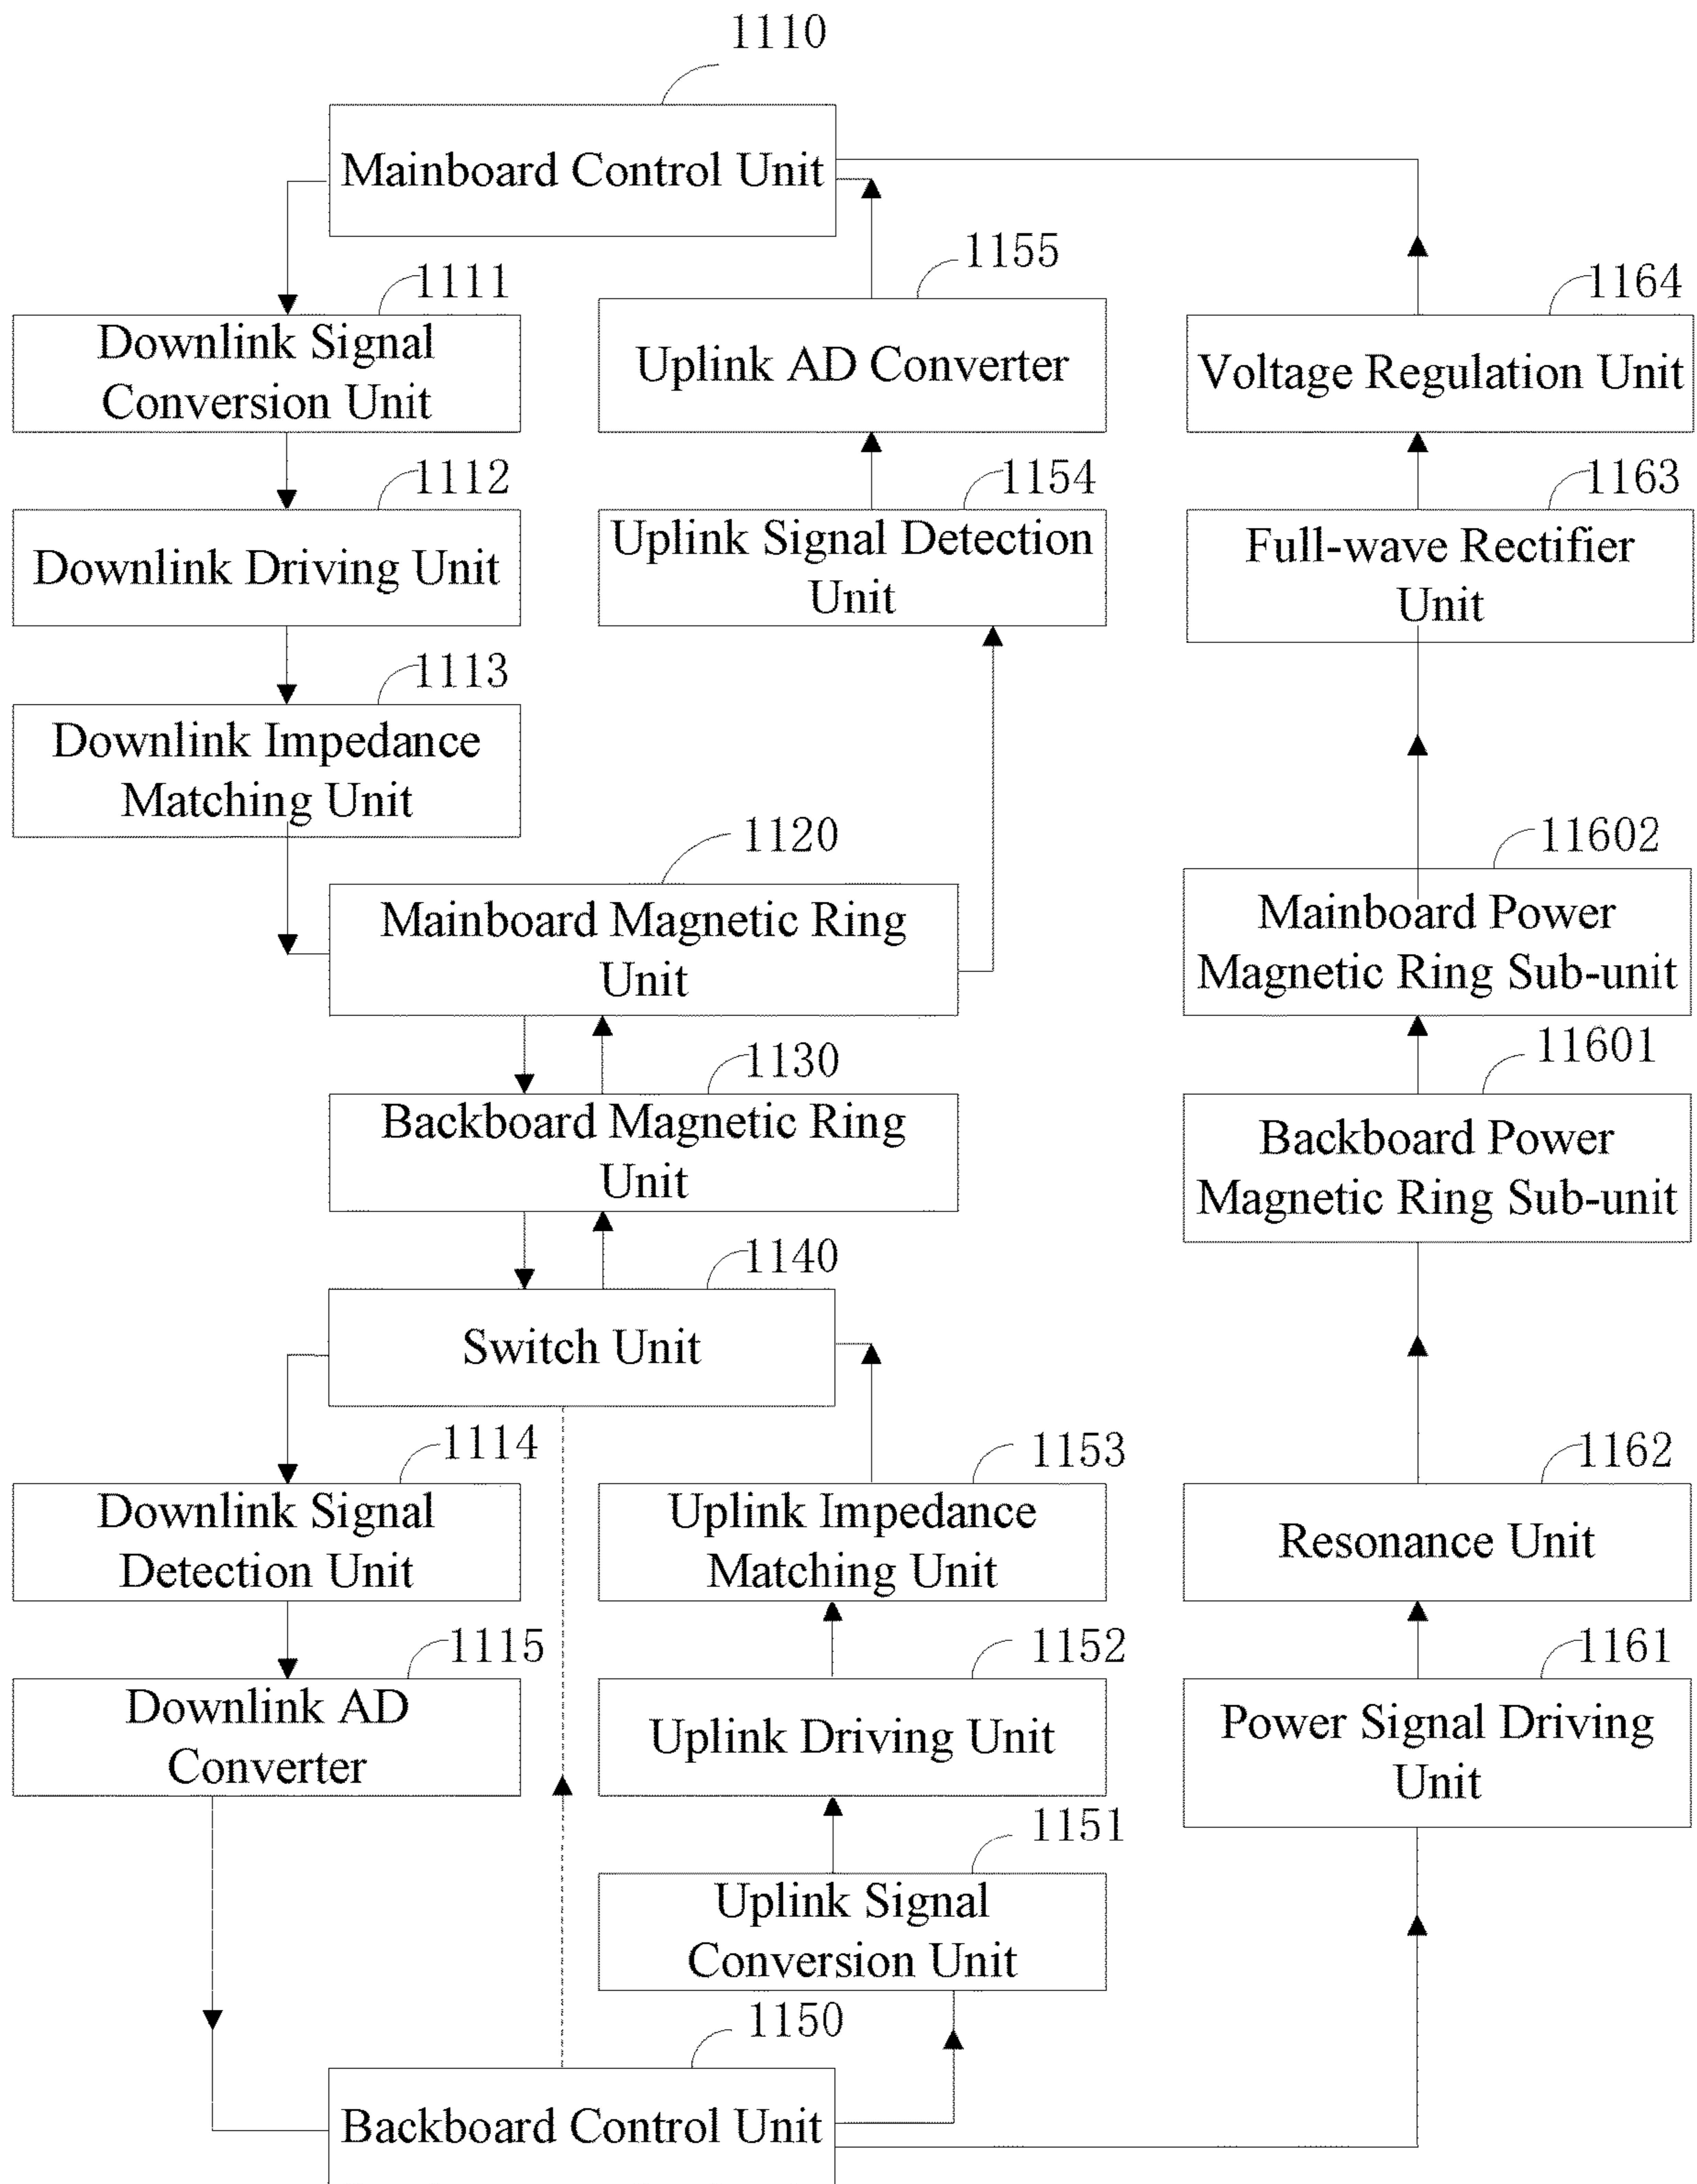 1110
Mainboard Control Unit
1155
1111
1164
Downlink Signal
Conversion Unit
Uplink AD Converter
Voltage Regulation Unit
1112
1154
1163
Downlink Driving Unit
Uplink Signal Detection
Unit
Full-wave Rectifier
Unit
1113
Downlink Impedance
Matching Unit
1120
11602
Mainboard Magnetic Ring
Unit
Mainboard Power
Magnetic Ring Sub-unit
1130
11601
Backboard Magnetic Ring
Unit
Backboard Power
Magnetic Ring Sub-unit
1140
Switch Unit
1114
1153
1162
Downlink Signal
Detection Unit
Uplink Impedance
Matching Unit
Resonance Unit
1115
1152
1161
Downlink AD
Converter
Uplink Driving Unit
Power Signal Driving
Unit
1151
Uplink Signal
Conversion Unit
1150
Backboard Control Unit